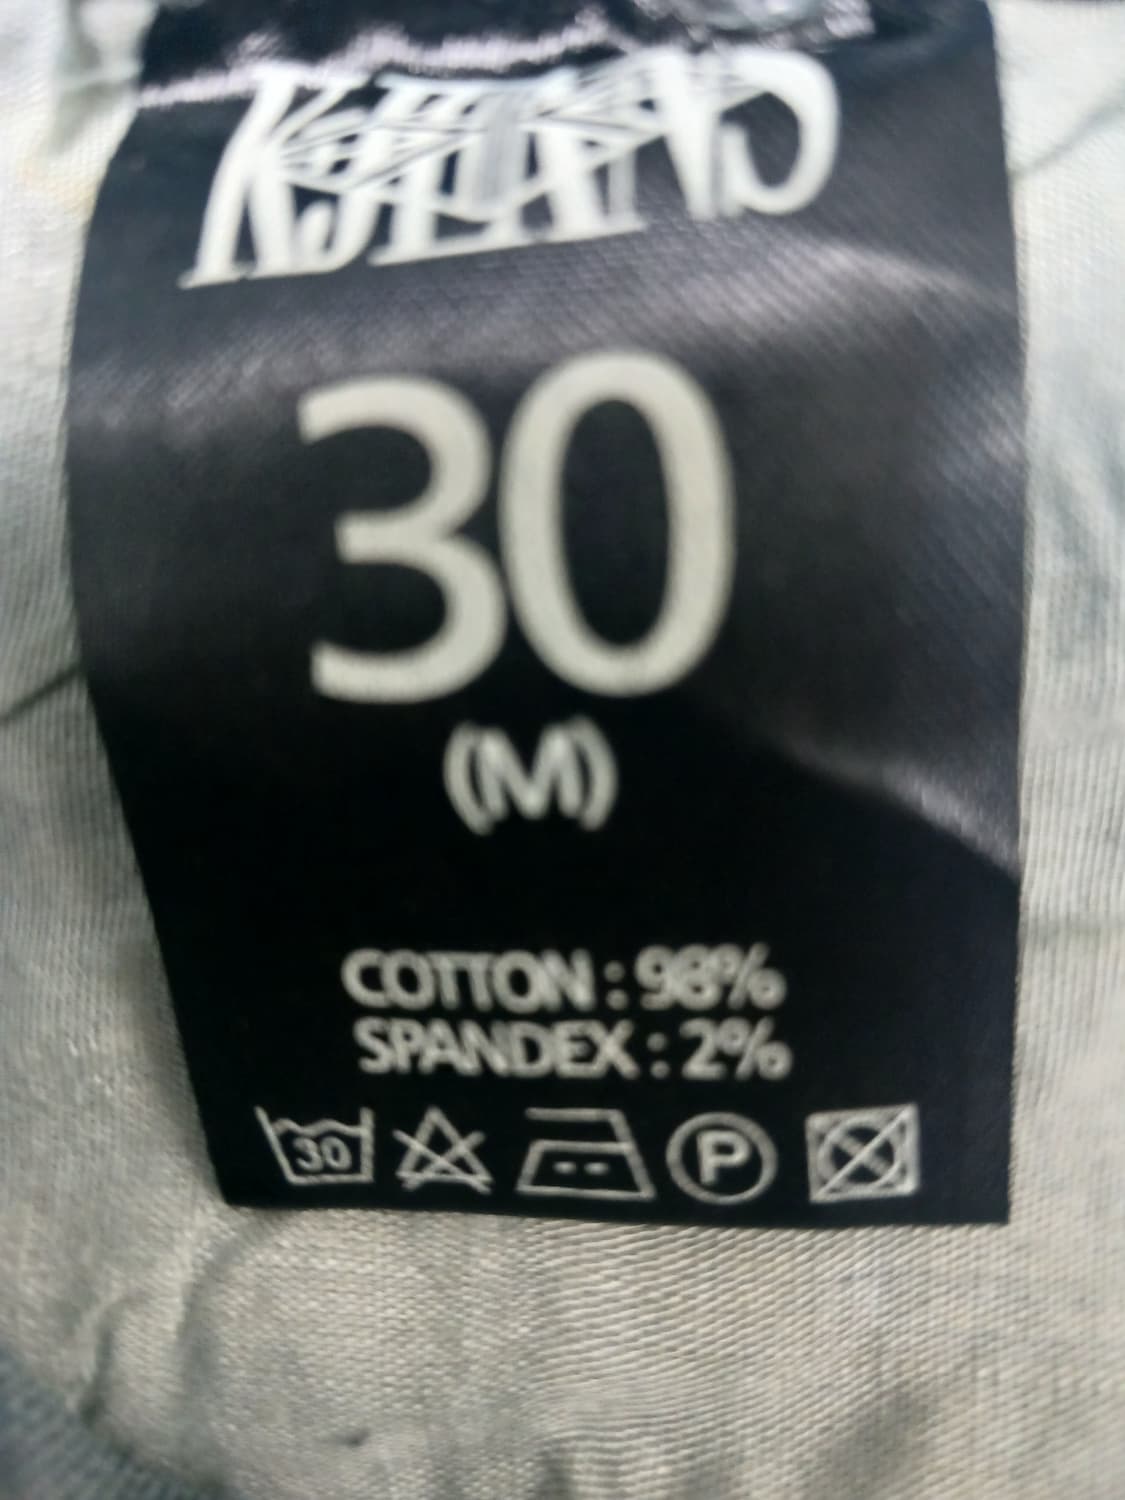 30
(M)
COTTON : 98%
SPANDEX : 2%
30 P